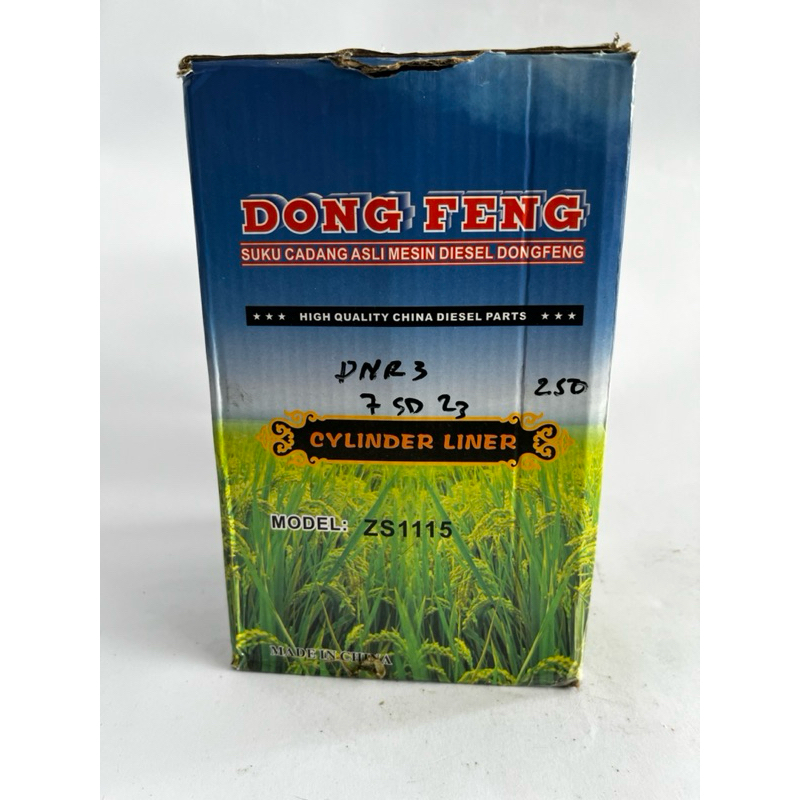 DONG FENG
SUKU CADANG ASLI MESIN DIESEL DONGFENG
★★★ HIGH QUALITY CHINA DIESEL PARTS ★★★
DNR3
7 SD 23 250
CYLINDER LINER
MODEL: ZS1115
MADE IN CHINA